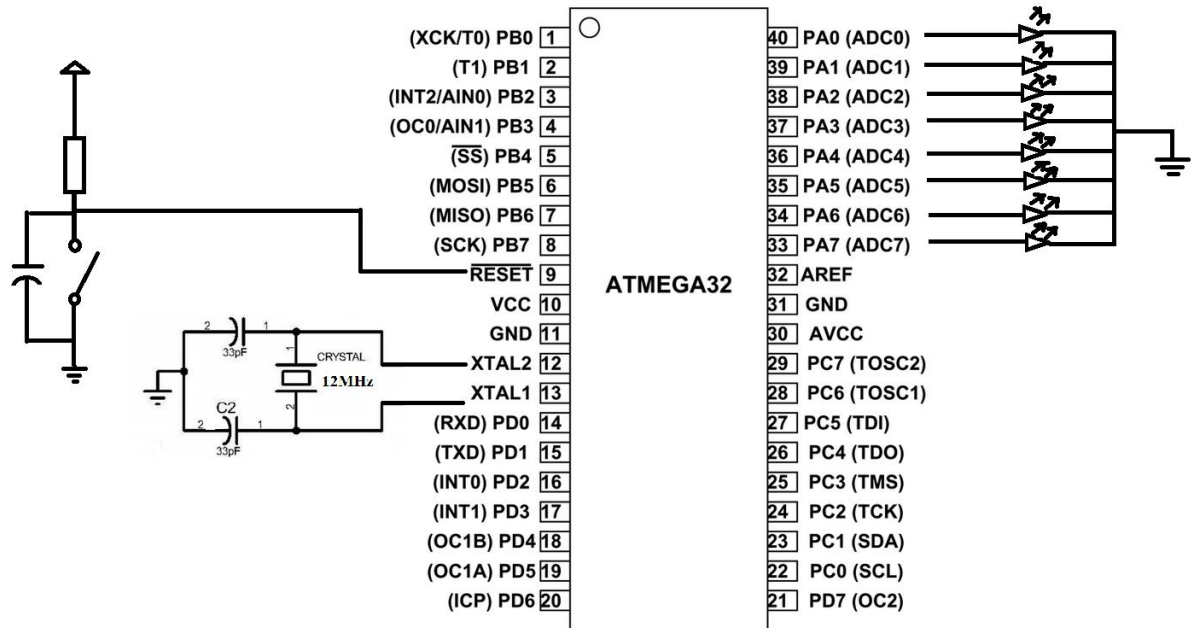 (XCK/T0) PB0 1
(T1) PB1 2
(INT2/AIN0) PB2 3
(OC0/AIN1) PB3 4
(SS) PB4 5
(MOSI) PB5 6
(MISO) PB6 7
(SCK) PB7 8
RESET 9
VCC 10
GND 11
XTAL2 12
XTAL1 13
(RXD) PD0 14
(TXD) PD1 15
(INT0) PD2 16
(INT1) PD3 17
(OC1B) PD4 18
(OC1A) PD5 19
(ICP) PD6 20
ATMEGA32
40 PA0 (ADC0)
39 PA1 (ADC1)
38 PA2 (ADC2)
37 PA3 (ADC3)
36 PA4 (ADC4)
35 PA5 (ADC5)
34 PA6 (ADC6)
33 PA7 (ADC7)
32 AREF
31 GND
30 AVCC
29 PC7 (TOSC2)
28 PC6 (TOSC1)
27 PC5 (TDI)
26 PC4 (TDO)
25 PC3 (TMS)
24 PC2 (TCK)
23 PC1 (SDA)
22 PC0 (SCL)
21 PD7 (OC2)
2 1
33pF
1
CRYSTAL
12MHz
2
C2
2 1
33pF